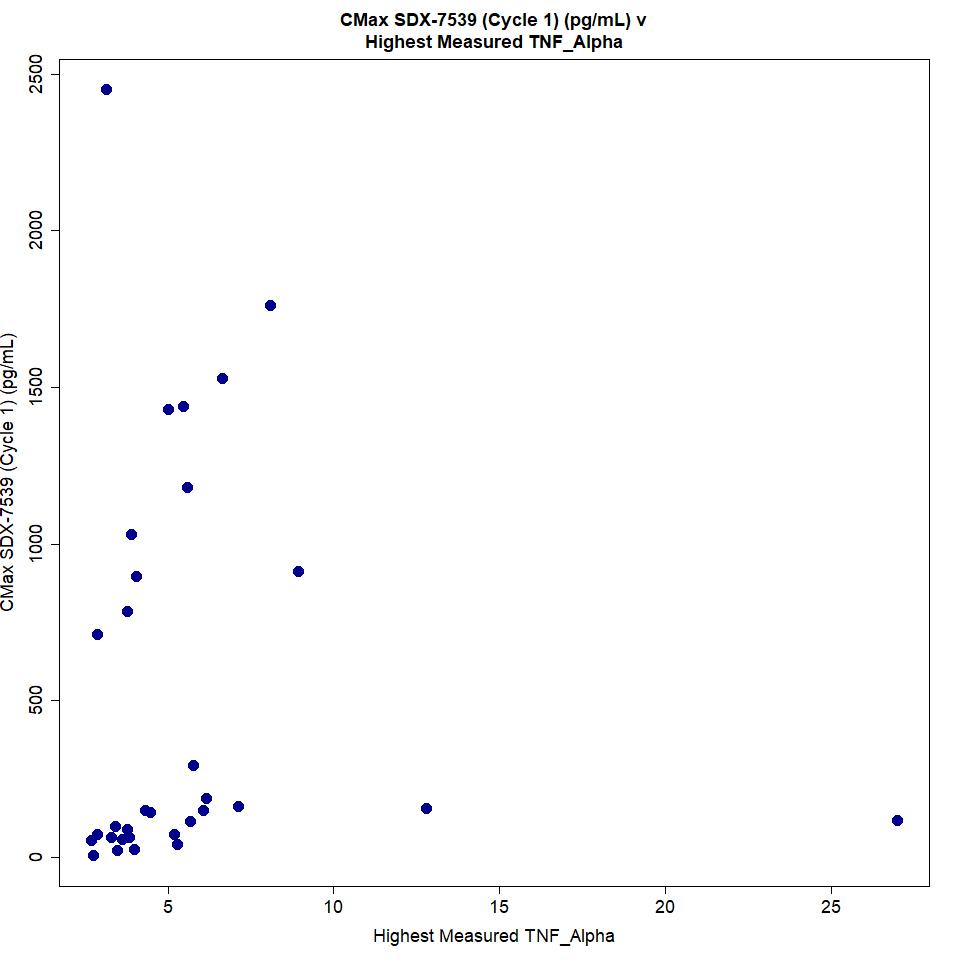 CMax SDX-7539 (Cycle 1) (pg/mL) v
Highest Measured TNF_Alpha
CMax SDX-7539 (Cycle 1) (pg/mL)
2500
2000
1500
1000
500
0
5
10
15
20
25
Highest Measured TNF_Alpha